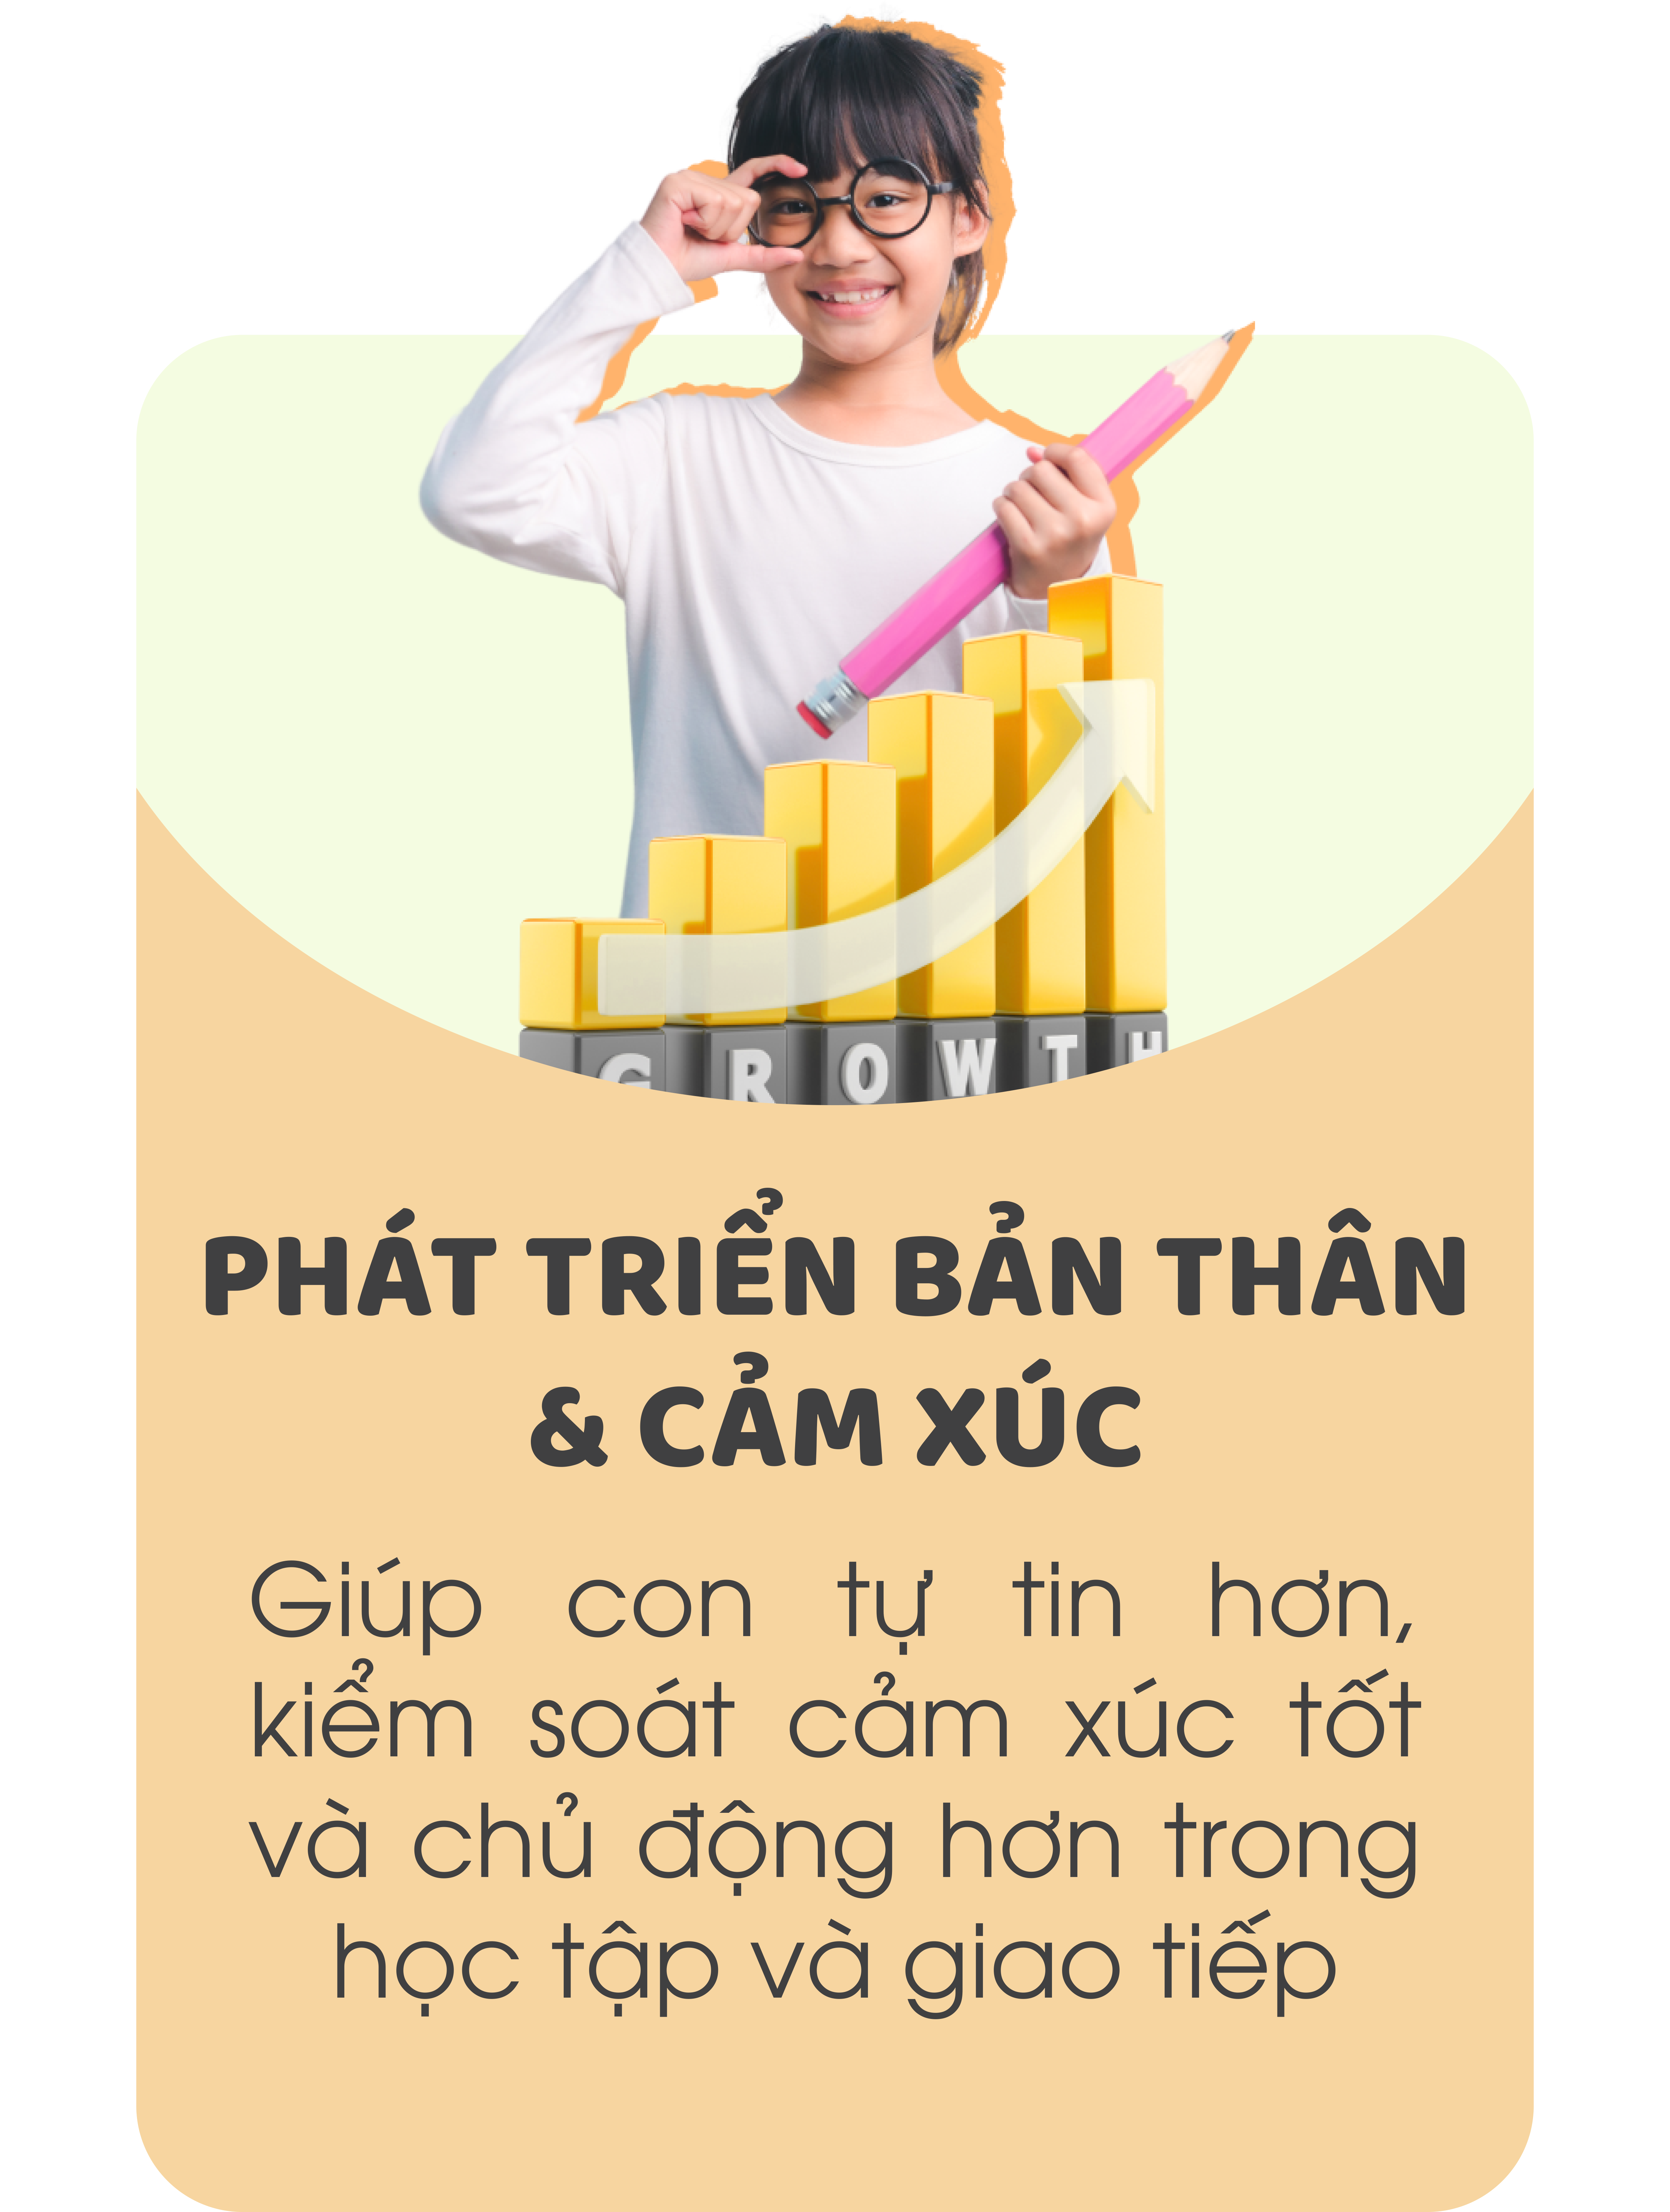 GROWTH
PHÁT TRIỂN BẢN THÂN
& CẢM XÚC
Giúp con tự tin hơn,
kiểm soát cảm xúc tốt
và chủ động hơn trong
học tập và giao tiếp